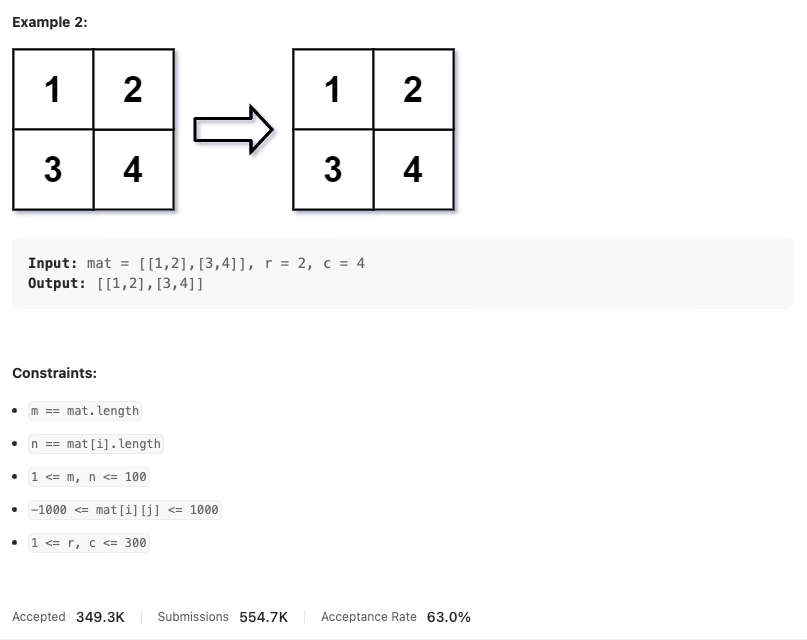 Example 2:
1 2 1 2
3 4 3 4
Input: mat = [[1,2],[3,4]], r = 2, c = 4
Output: [[1,2],[3,4]]
Constraints:
• m == mat.length
• n == mat[i].length
• 1 <= m, n <= 100
• -1000 <= mat[i][j] <= 1000
• 1 <= r, c <= 300
Accepted 349.3K Submissions 554.7K Acceptance Rate 63.0%